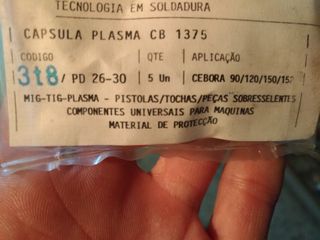 TECNOLOGIA EM SOLDADURA
CAPSULA PLASMA CB 1375
CODIGO QTE APLICAÇÃO
3t8 / PD 26-30 5 Un CEBORA 90/120/150/152
MIG-TIG-PLASMA - PISTOLAS/TOCHAS/PEÇAS SOBRESSELENTES
COMPONENTES UNIVERSAIS PARA MAQUINAS
MATERIAL DE PROTECÇÃO